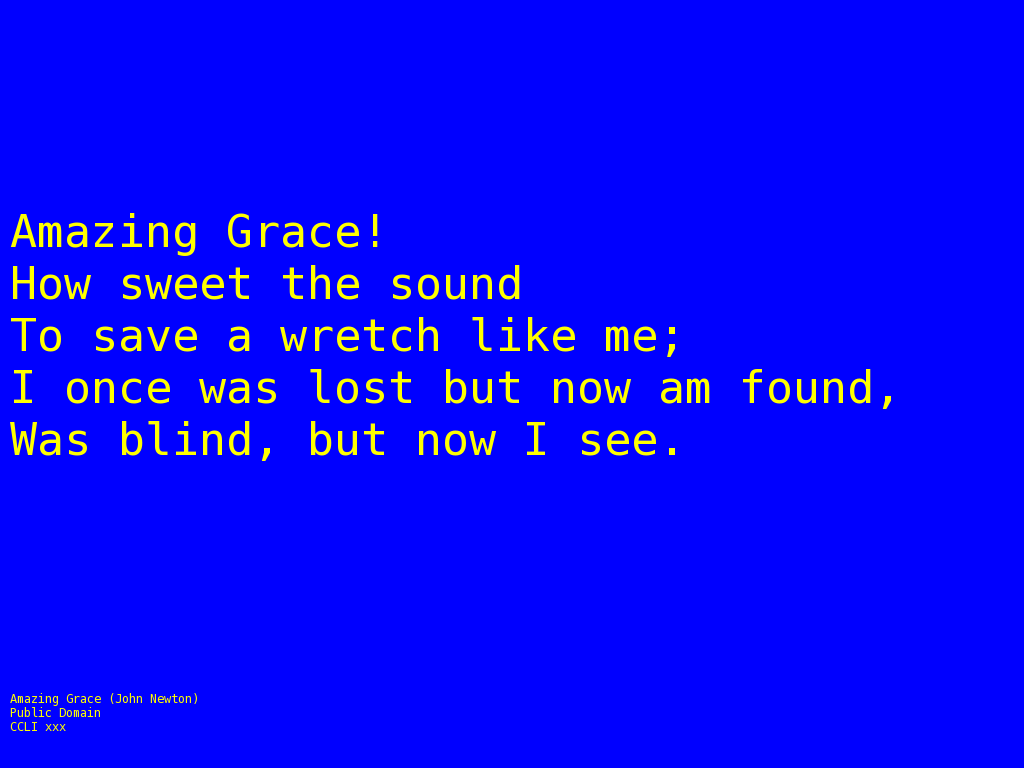 Amazing Grace!
How sweet the sound
To save a wretch like me;
I once was lost but now am found,
Was blind, but now I see.
Amazing Grace (John Newton)
Public Domain
CCLI xxx